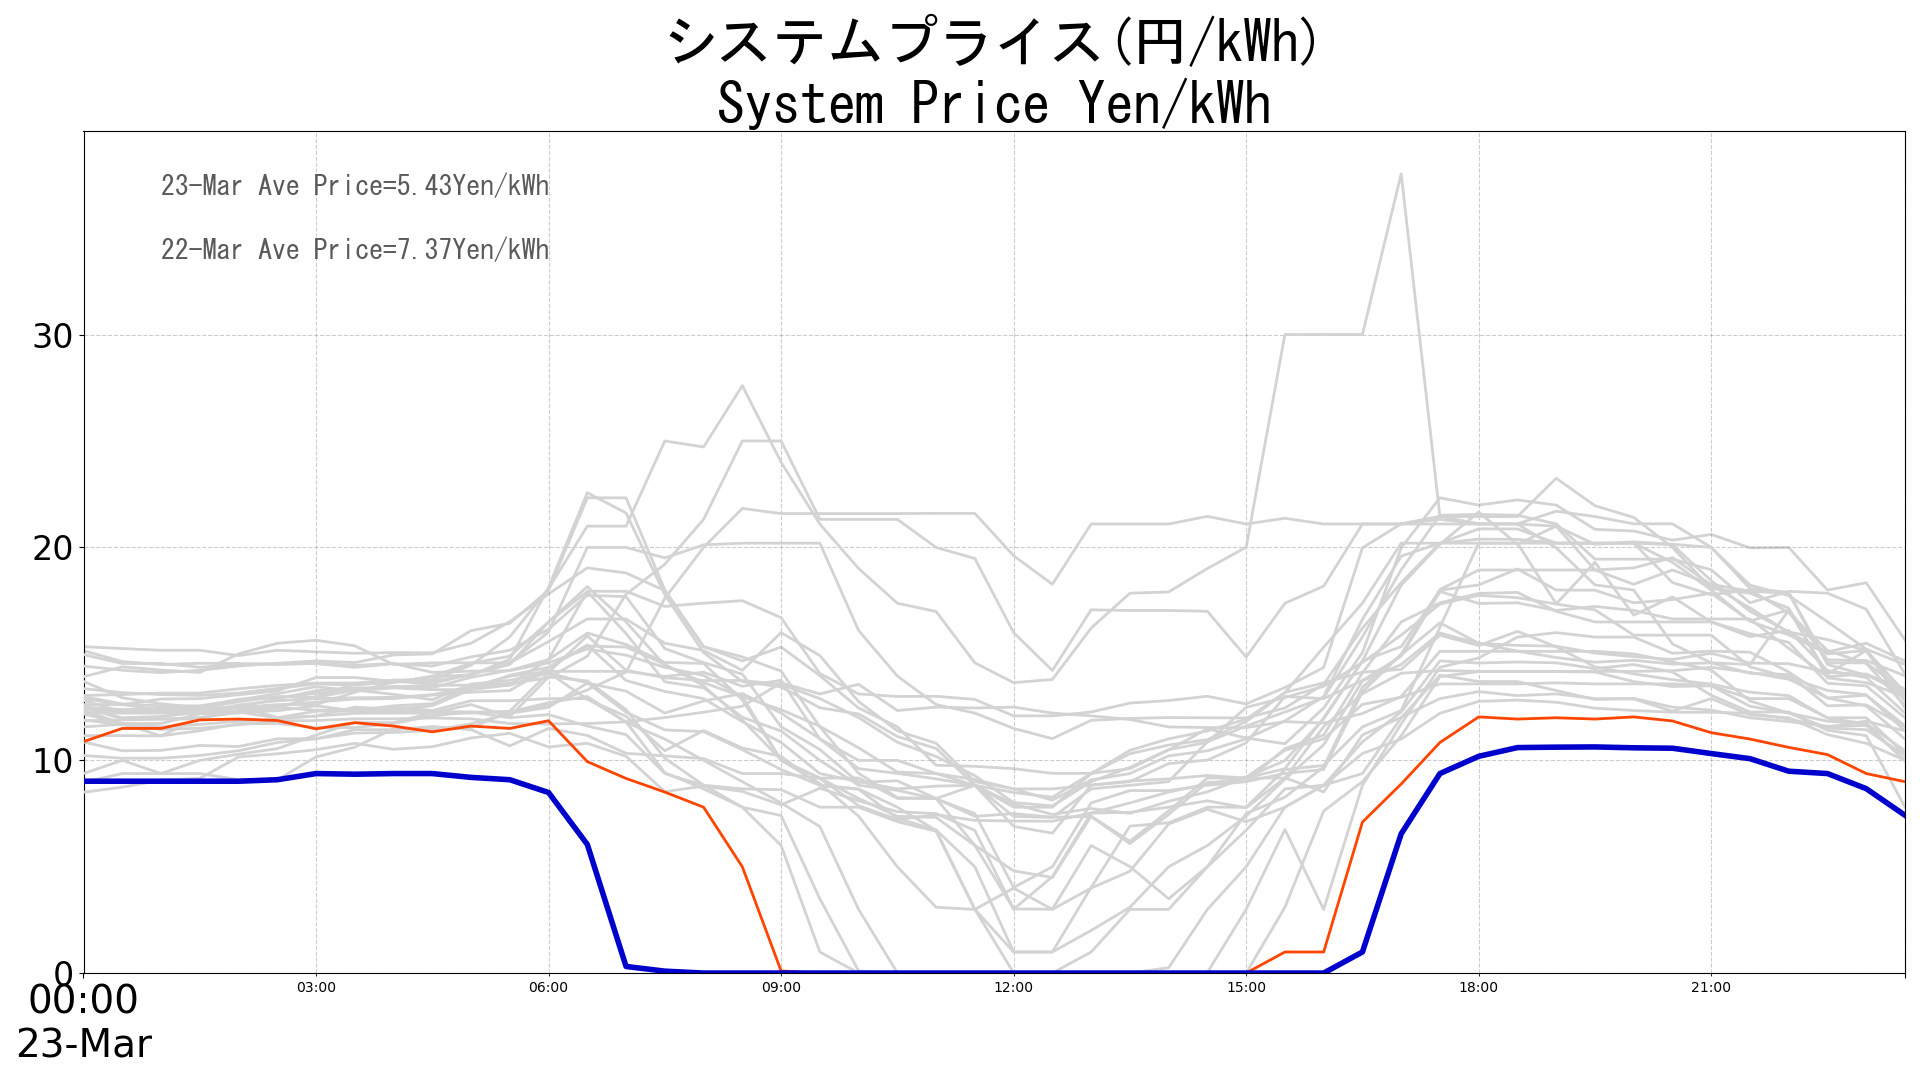 システムプライス(円/kWh)
System Price Yen/kWh
23-Mar Ave Price=5.43Yen/kWh
22-Mar Ave Price=7.37Yen/kWh
30
20
10
0
00:00 03:00 06:00 09:00 12:00 15:00 18:00 21:00
23-Mar